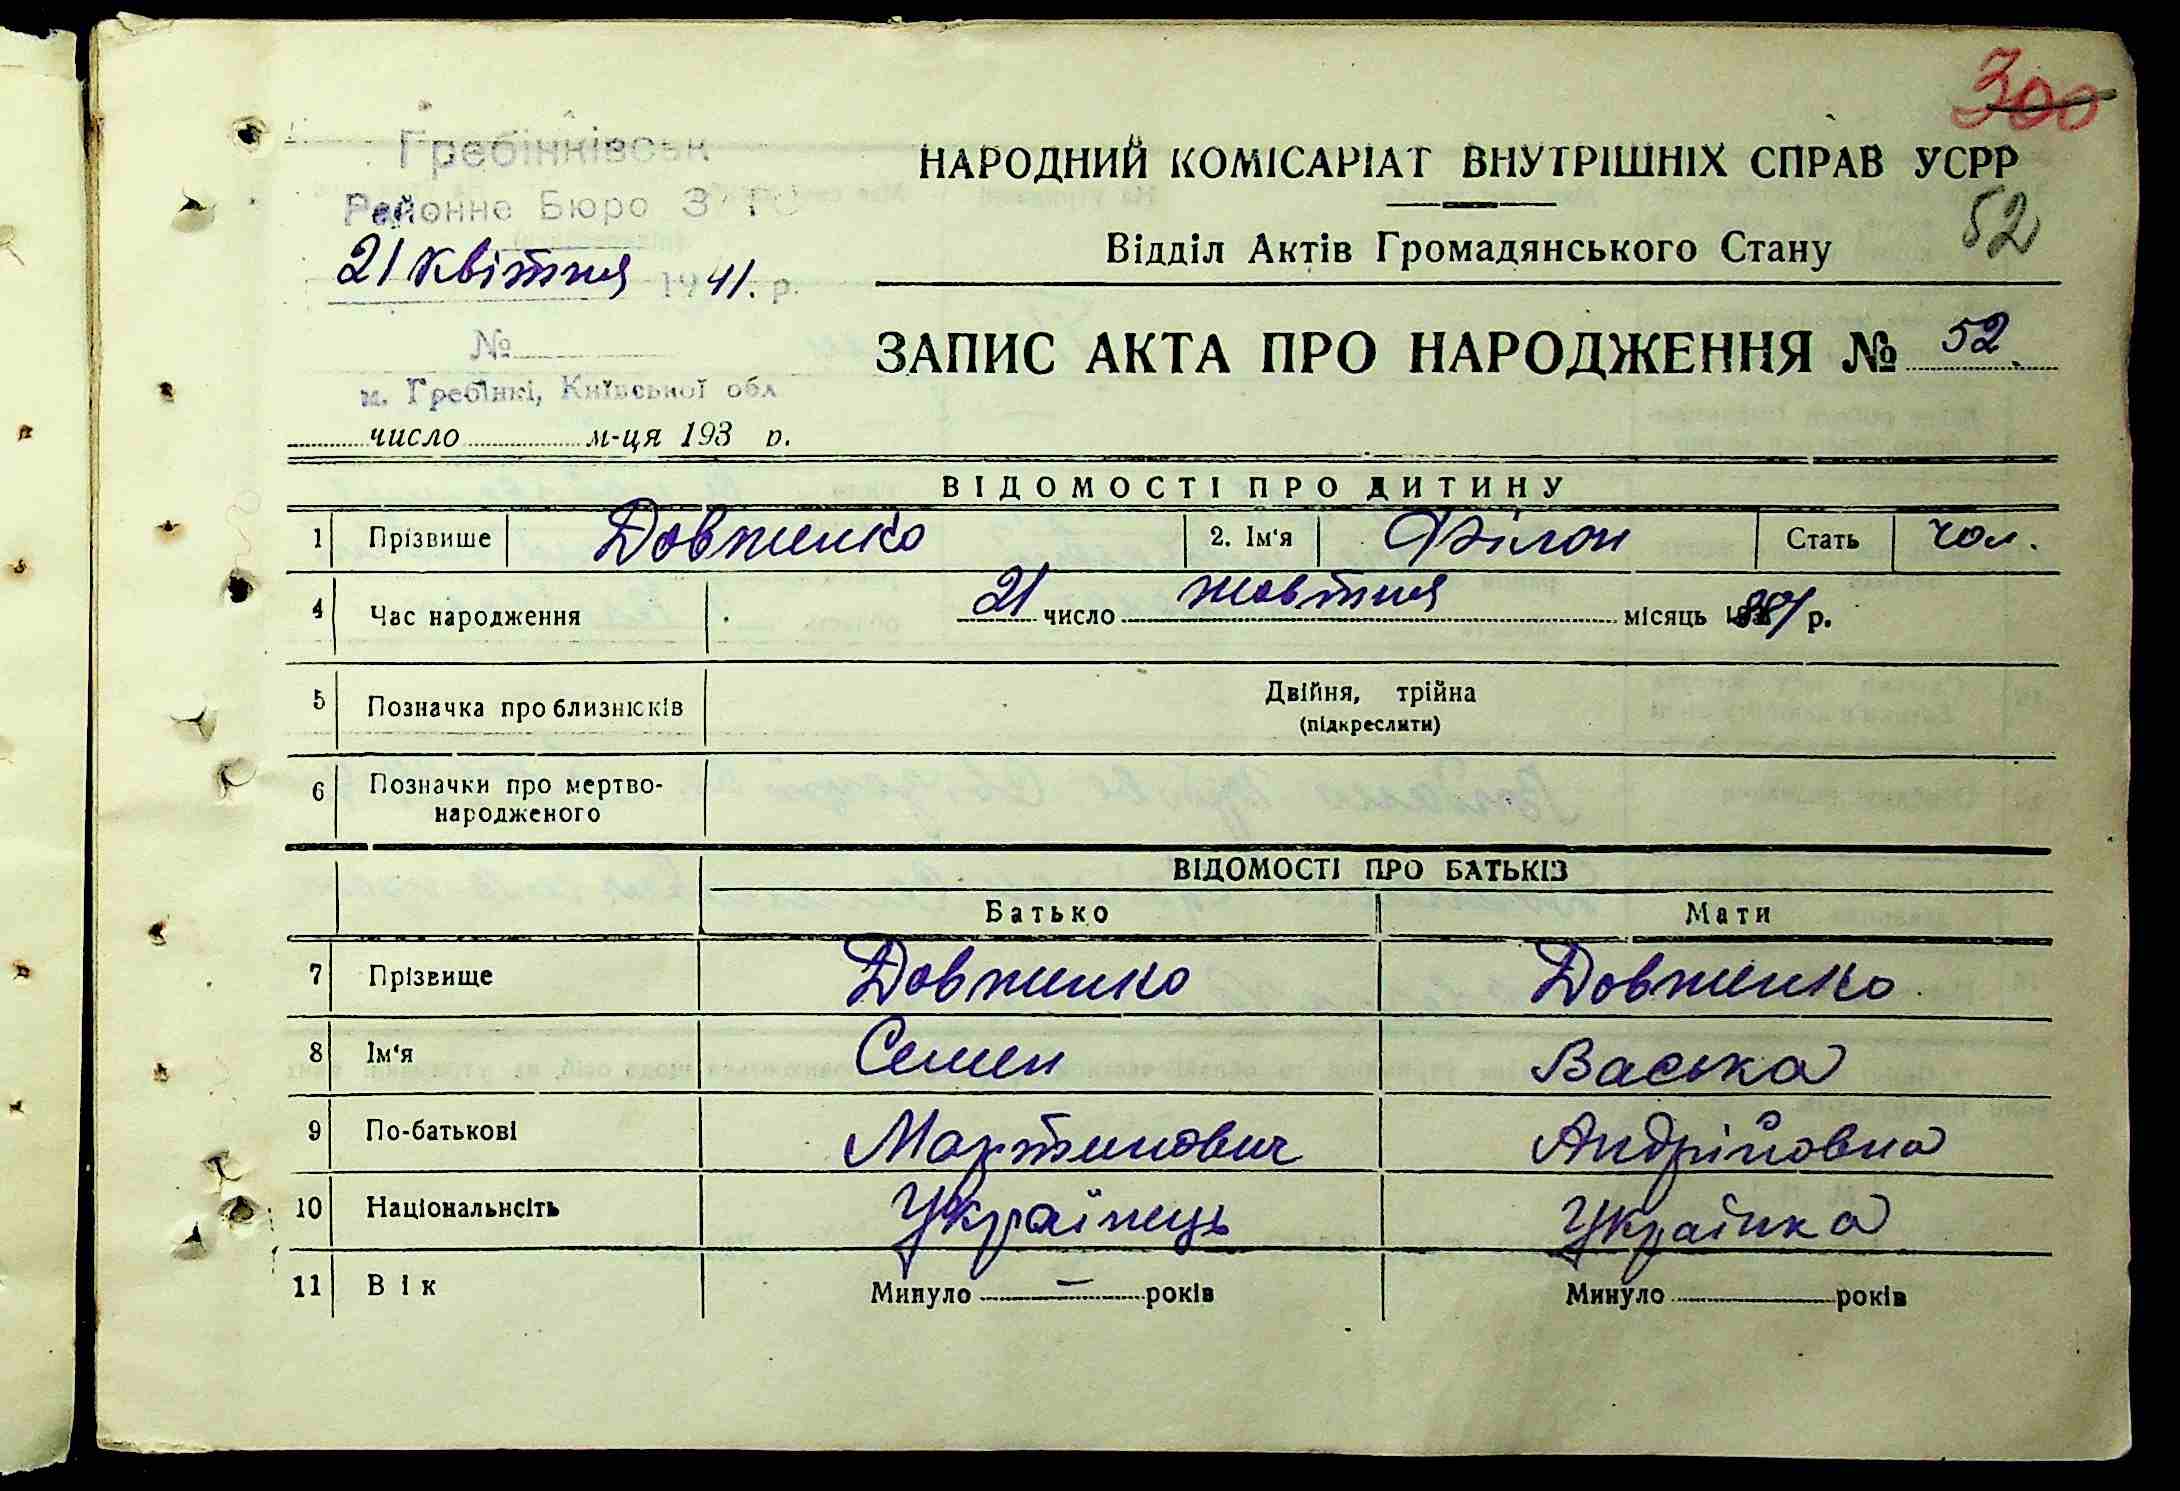 300
Гребінківськ
Районне Бюро З
21 квітня 1941. р.
№
м. Гребінкі, Київської обл
число м-ця 193 р.
НАРОДНИЙ КОМІСАРІАТ ВНУТРІШНІХ СПРАВ УСРР
52
Відділ Актів Громадянського Стану
ЗАПИС АКТА ПРО НАРОДЖЕННЯ № 52.
ВІДОМОСТІ ПРО ДИТИНУ
1 Прізвище Довженко 2. Ім'я Філон Стать чол.
4 Час народження 21 число жовтня місяць р.
5 Позначка про близнюків Двійня, трійна
(підкреслити)
6 Позначки про мертво-
народженого
ВІДОМОСТІ ПРО БАТЬКІВ
Батько Мати
7 Прізвище Довженко Довженко.
8 Ім'я Семен Васька
9 По-батькові Мартинович Андрійовна
10 Національнсіть Українець Українка
11 Вік Минуло — років Минуло років